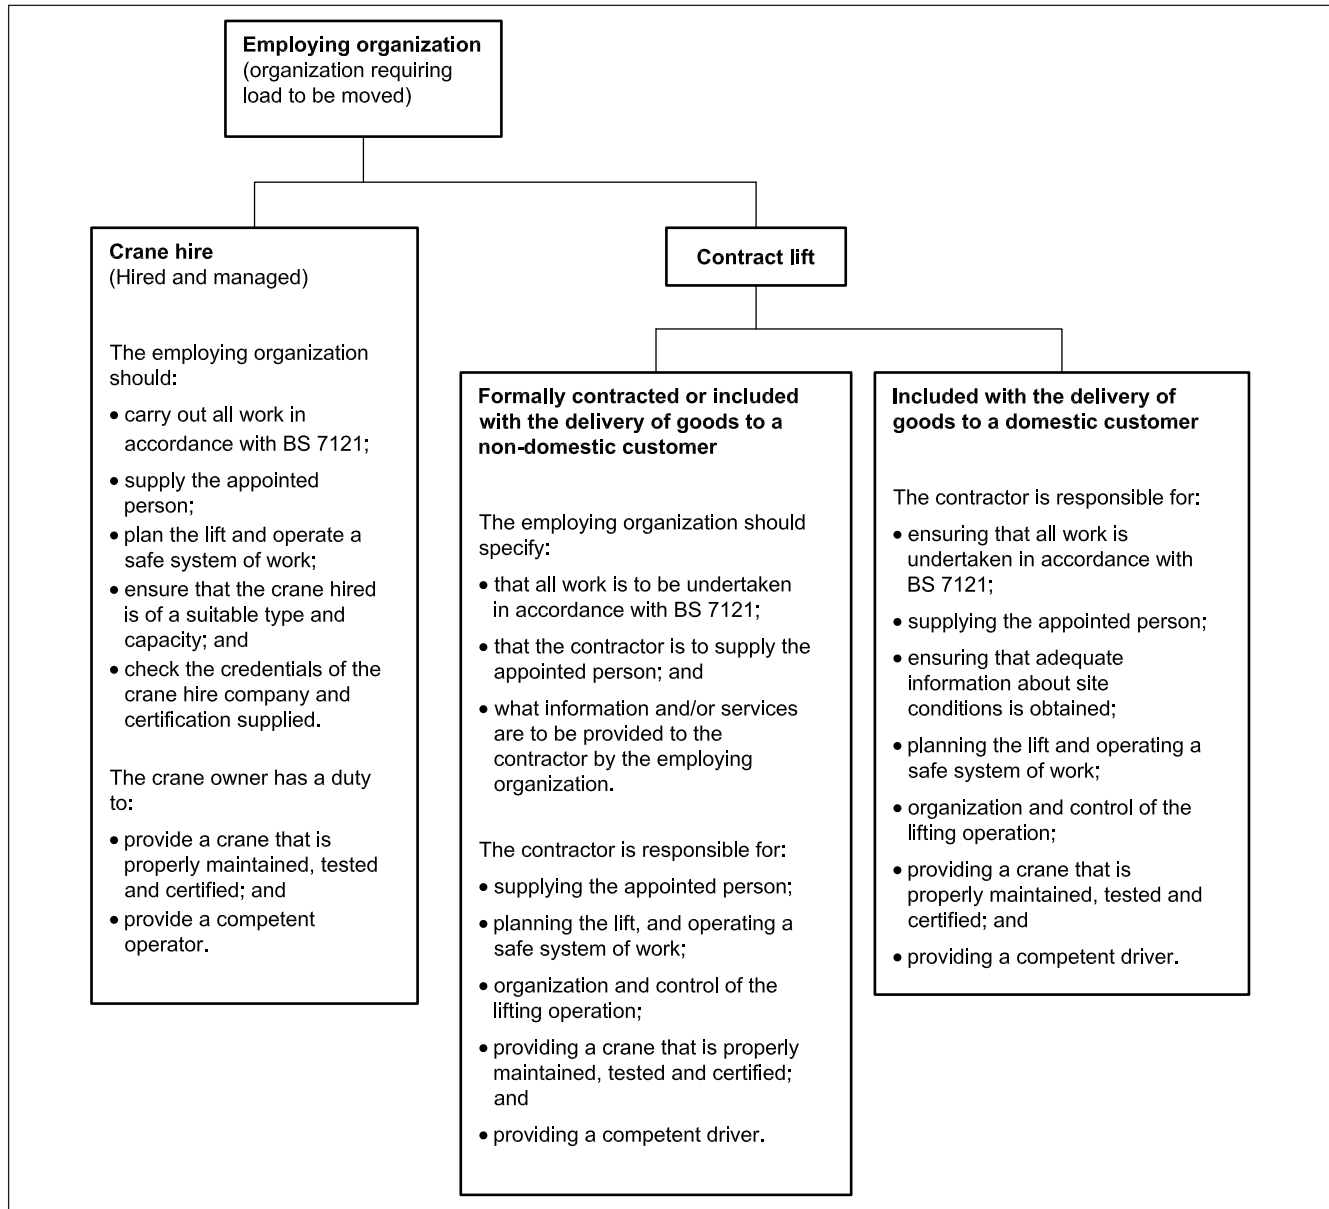 Employing organization
(organization requiring
load to be moved)
Crane hire
(Hired and managed)
The employing organization
should:
• carry out all work in
accordance with BS 7121;
• supply the appointed
person;
• plan the lift and operate a
safe system of work;
• ensure that the crane hired
is of a suitable type and
capacity; and
• check the credentials of the
crane hire company and
certification supplied.
The crane owner has a duty
to:
• provide a crane that is
properly maintained, tested
and certified; and
• provide a competent
operator.
Contract lift
Formally contracted or included
with the delivery of goods to a
non-domestic customer
The employing organization should
specify:
• that all work is to be undertaken
in accordance with BS 7121;
• that the contractor is to supply the
appointed person; and
• what information and/or services
are to be provided to the
contractor by the employing
organization.
The contractor is responsible for:
• supplying the appointed person;
• planning the lift, and operating a
safe system of work;
• organization and control of the
lifting operation;
• providing a crane that is properly
maintained, tested and certified;
and
• providing a competent driver.
Included with the delivery of
goods to a domestic customer
The contractor is responsible for:
• ensuring that all work is
undertaken in accordance with
BS 7121;
• supplying the appointed person;
• ensuring that adequate
information about site
conditions is obtained;
• planning the lift and operating a
safe system of work;
• organization and control of the
lifting operation;
• providing a crane that is
properly maintained, tested and
certified; and
• providing a competent driver.